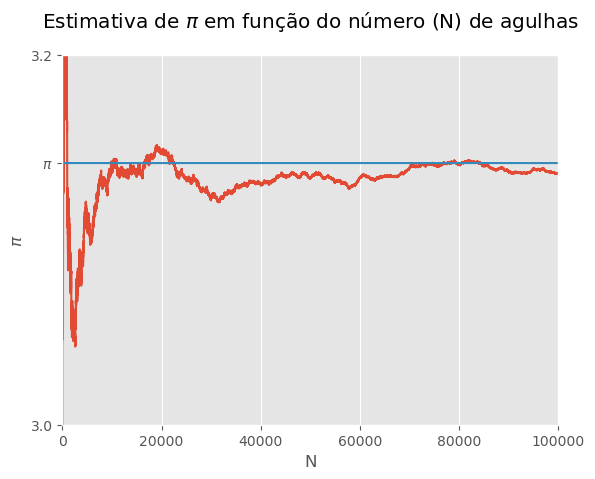 Estimativa de π em função do número (N) de agulhas
3.2
π
π
3.0
0 20000 40000 60000 80000 100000
N